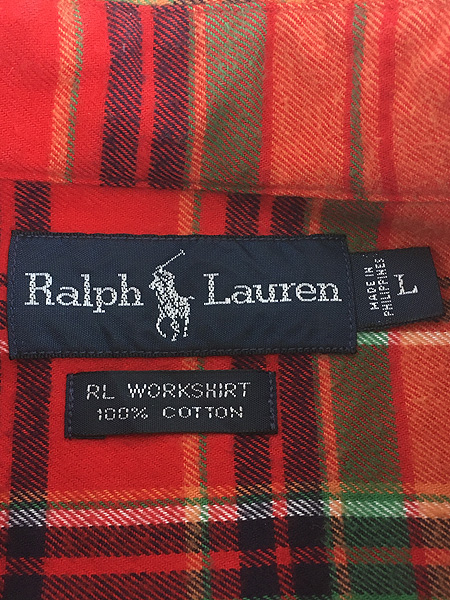 Ralph Lauren
MADE IN
PHILIPPINES
L
RL WORKSHIRT
100% COTTON